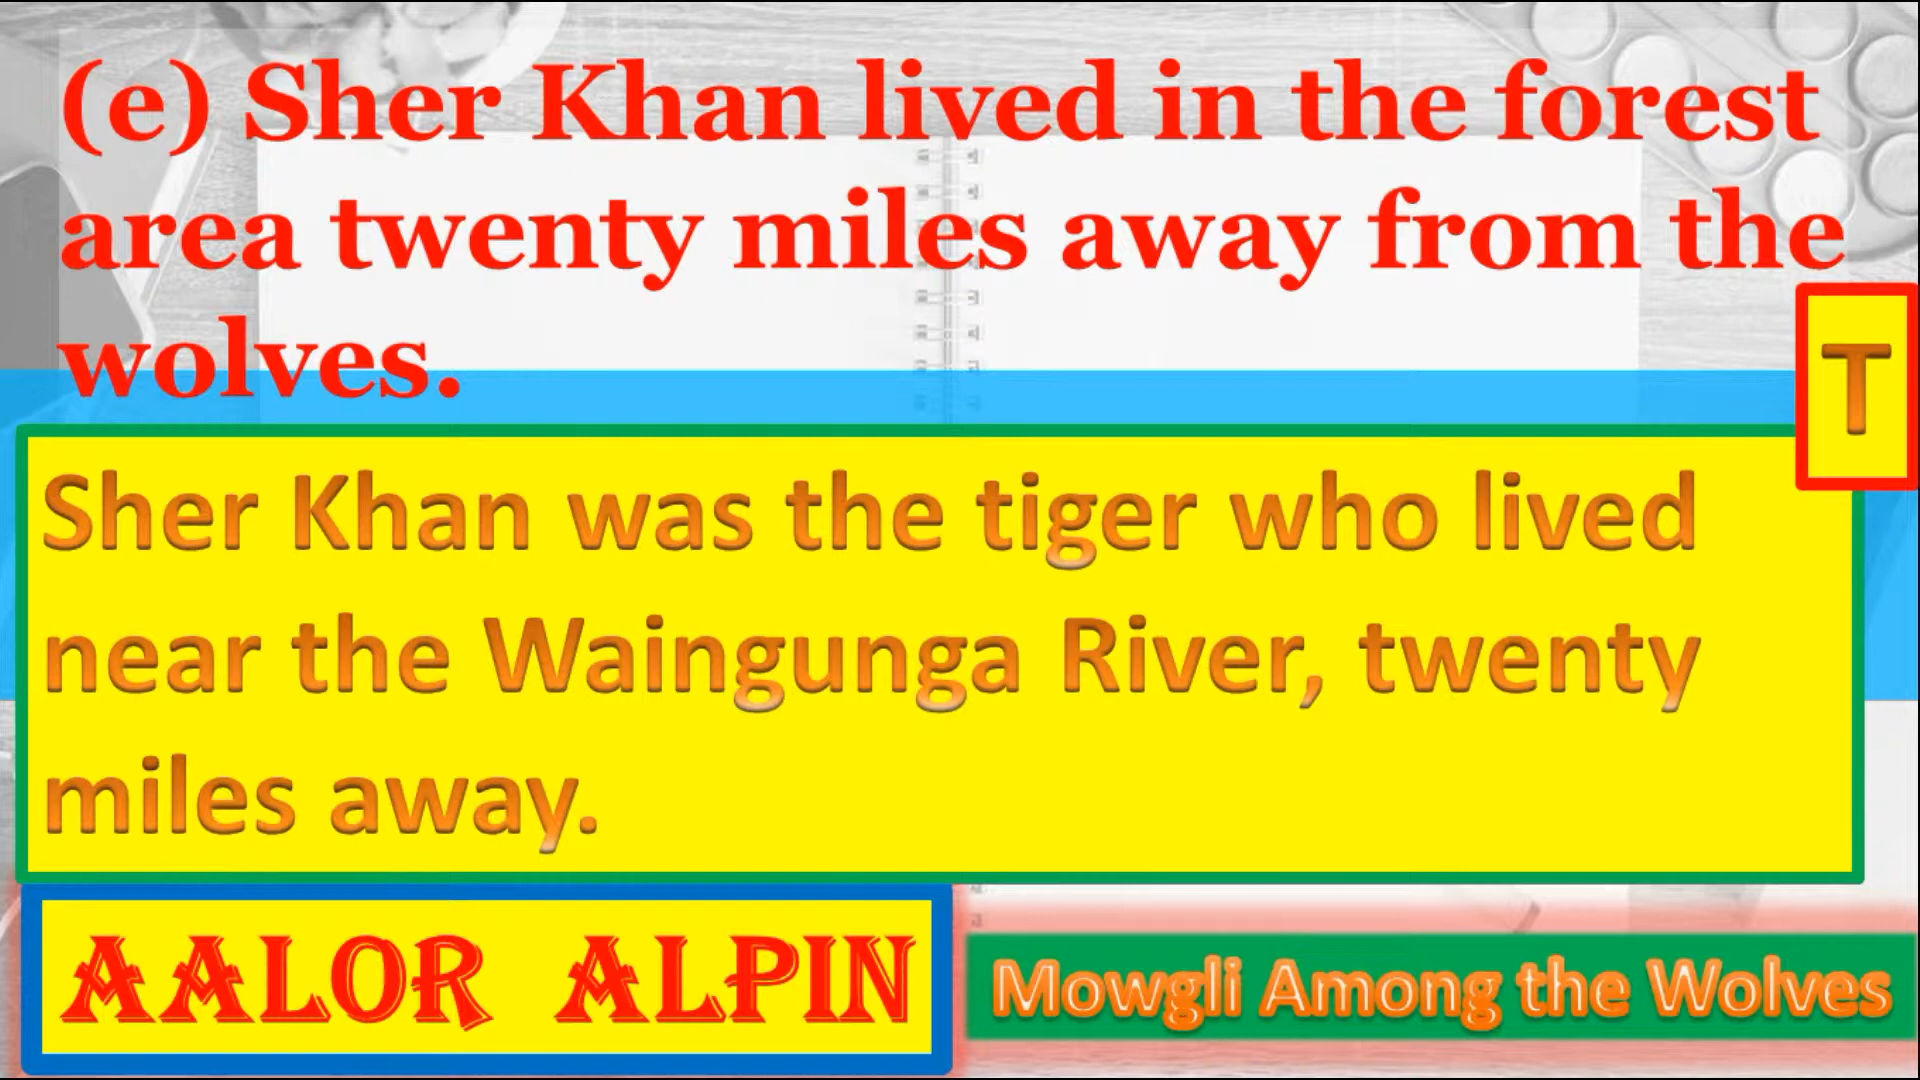 (e) Sher Khan lived in the forest
area twenty miles away from the
wolves.
T
Sher Khan was the tiger who lived
near the Waingunga River, twenty
miles away.
AALOR ALPIN
Mowgli Among the Wolves